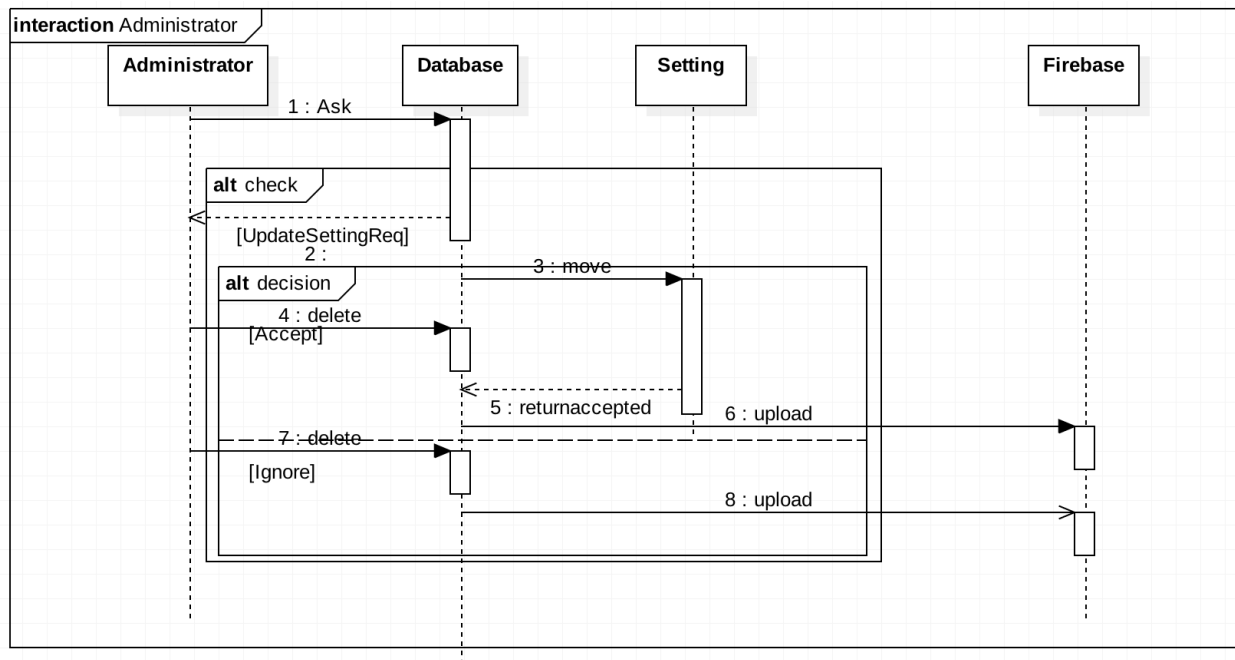 interaction Administrator
Administrator
Database
Setting
Firebase
1 : Ask
alt check
[UpdateSettingReq]
2 :
3 : move
alt decision
4 : delete
[Accept]
5 : returnaccepted
6 : upload
7 : delete
[Ignore]
8 : upload